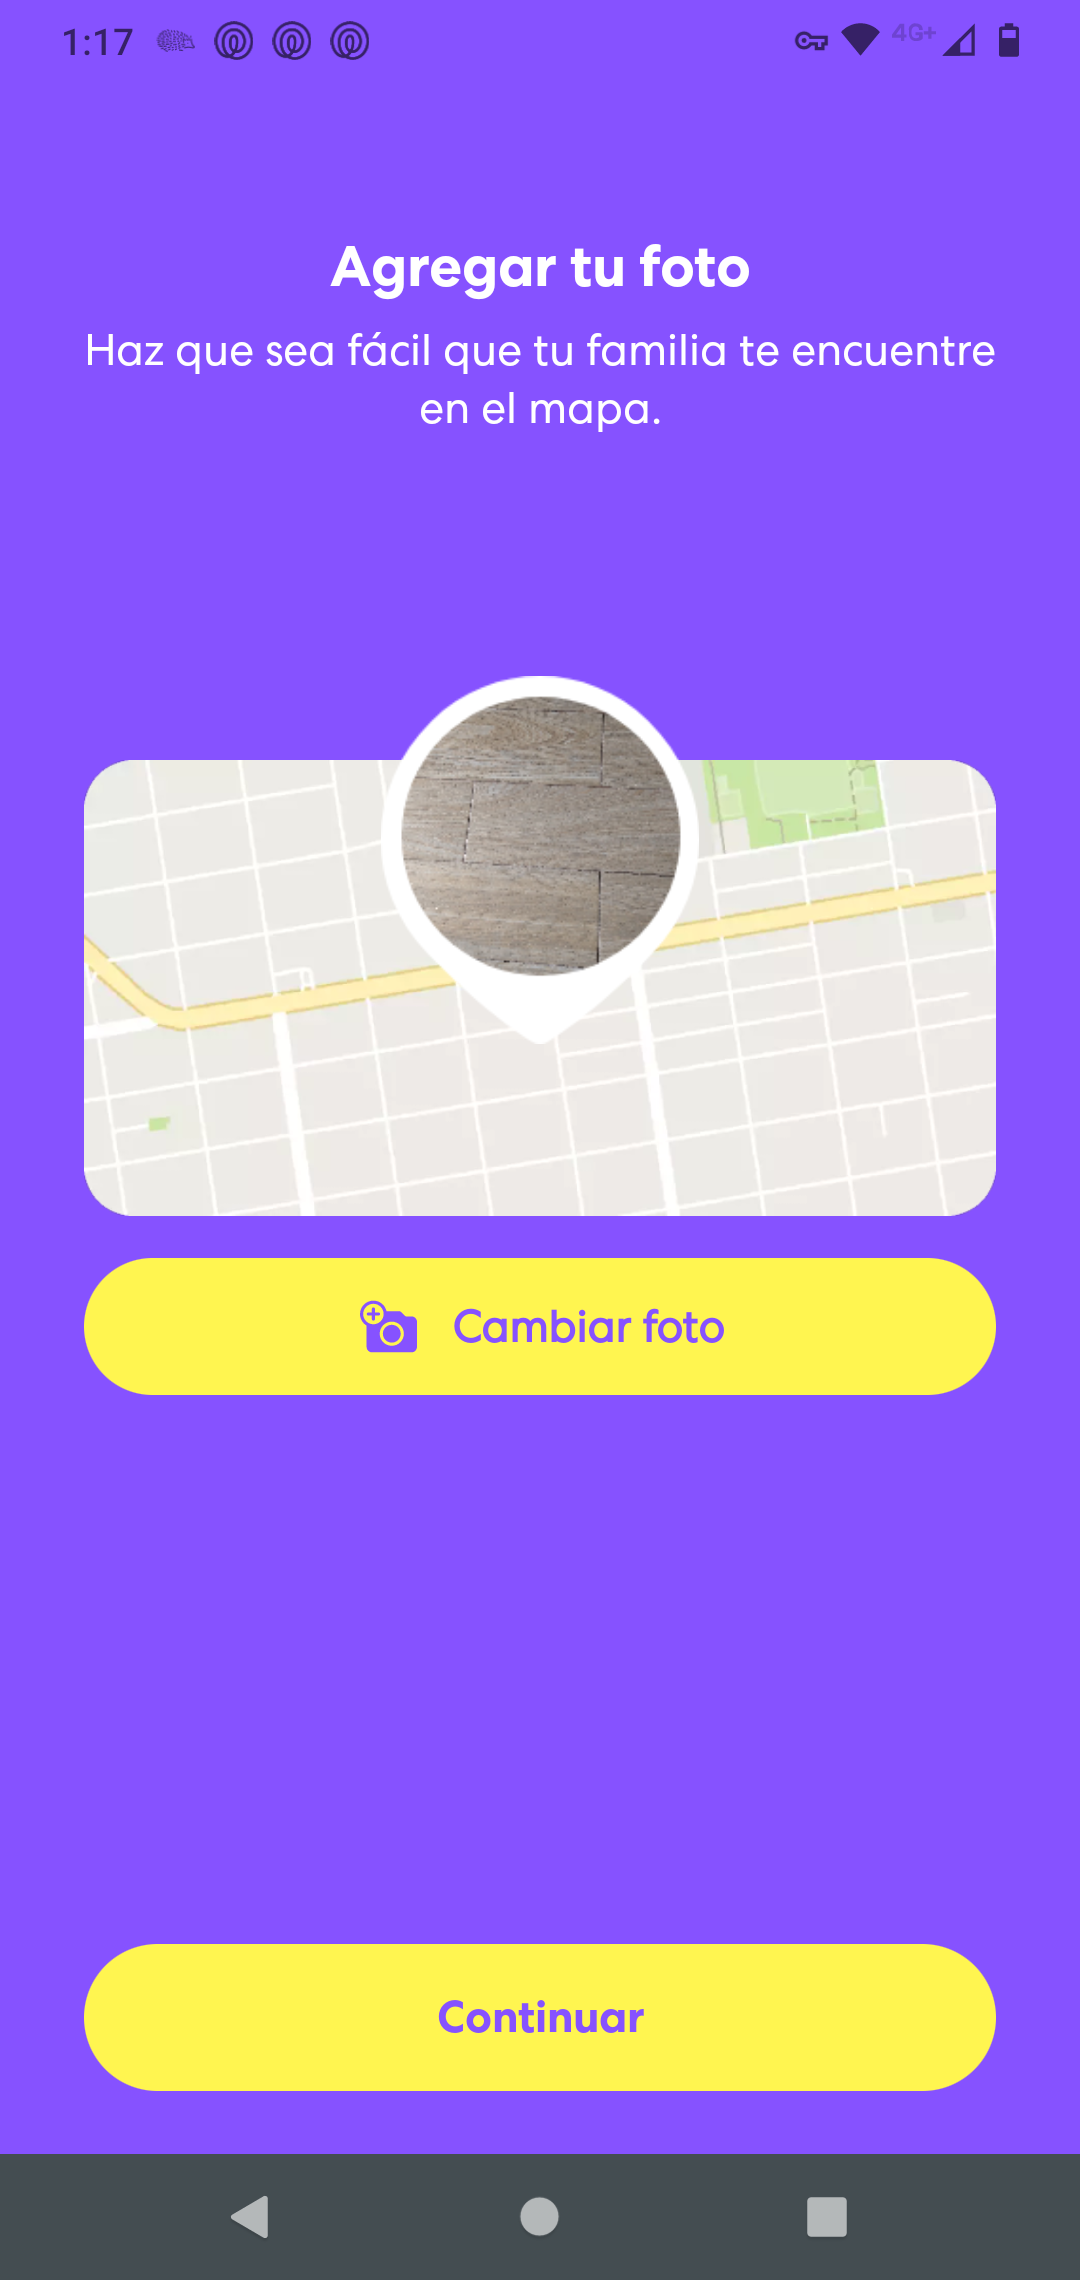 1:17
4G+
Agregar tu foto
Haz que sea fácil que tu familia te encuentre
en el mapa.
Cambiar foto
Continuar